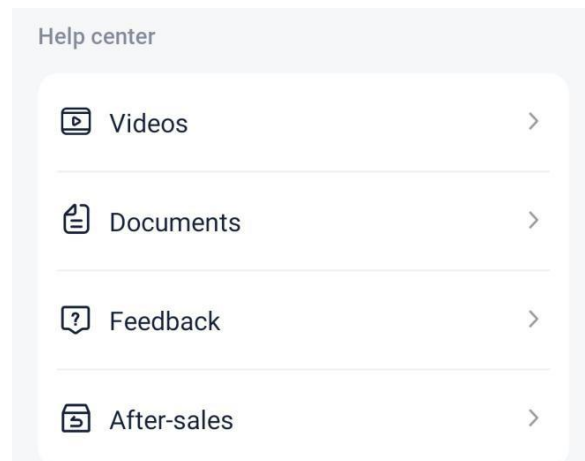 Help center
Videos
Documents
Feedback
After-sales